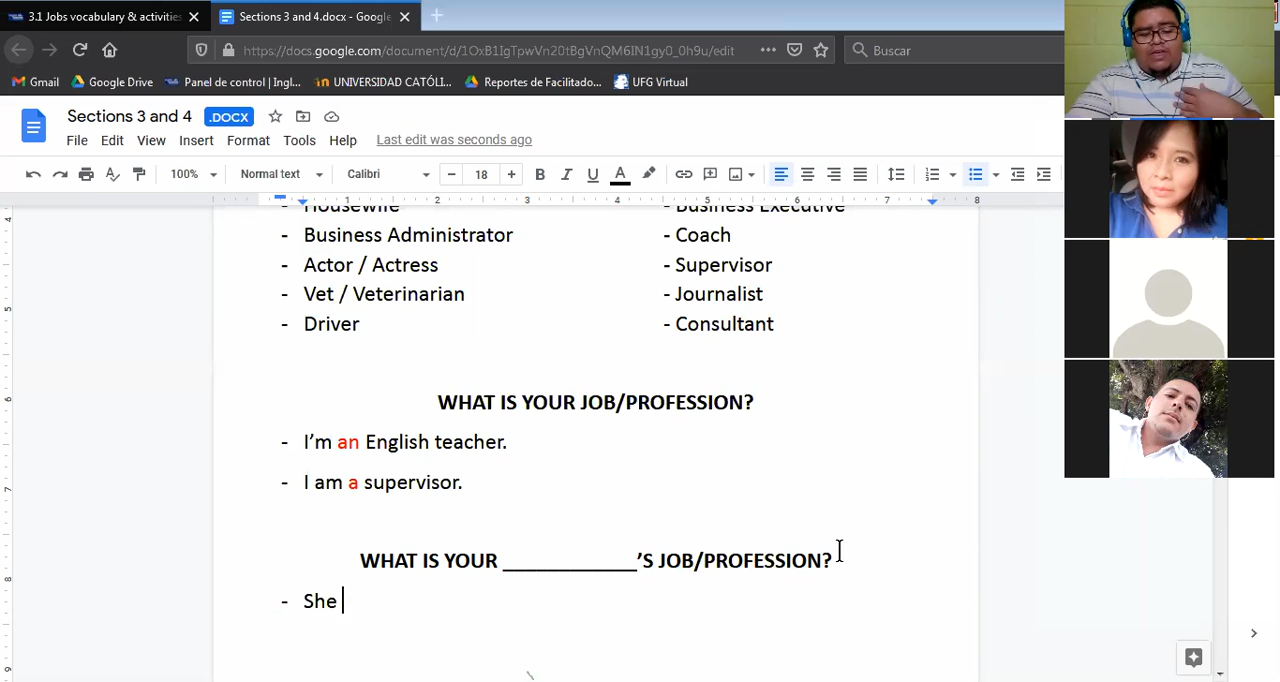 3.1 Jobs vocabulary & activities
Sections 3 and 4.docx - Google
https://docs.google.com/document/d/1OxB1IgTpwVn20tBgVnQM6IN1gy0_0h9u/edit
Buscar
Gmail
Google Drive
Panel de control | Ingl...
UNIVERSIDAD CATÓLI...
Reportes de Facilitado...
UFG Virtual
Sections 3 and 4
.DOCX
File Edit View Insert Format Tools Help Last edit was seconds ago
100% Normal text Calibri 18
- Housewife - Business Executive
- Business Administrator - Coach
- Actor / Actress - Supervisor
- Vet / Veterinarian - Journalist
- Driver - Consultant
WHAT IS YOUR JOB/PROFESSION?
- I'm an English teacher.
- I am a supervisor.
WHAT IS YOUR ____________'S JOB/PROFESSION?
- She